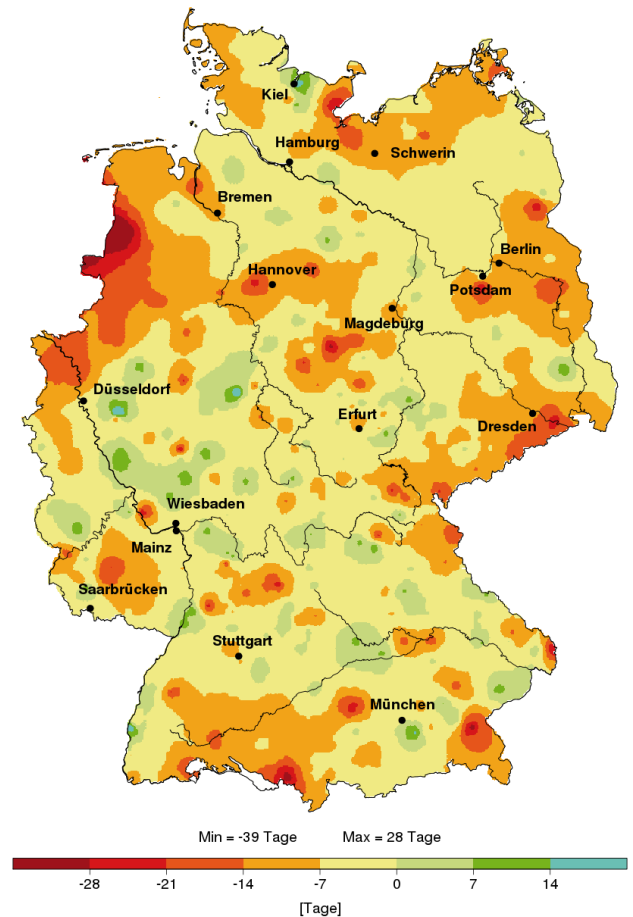 Kiel
Hamburg
Schwerin
Bremen
Berlin
Hannover
Potsdam
Magdeburg
Düsseldorf
Erfurt
Dresden
Wiesbaden
Mainz
Saarbrücken
Stuttgart
München
Min = -39 Tage Max = 28 Tage
-28 -21 -14 -7 0 7 14
[Tage]